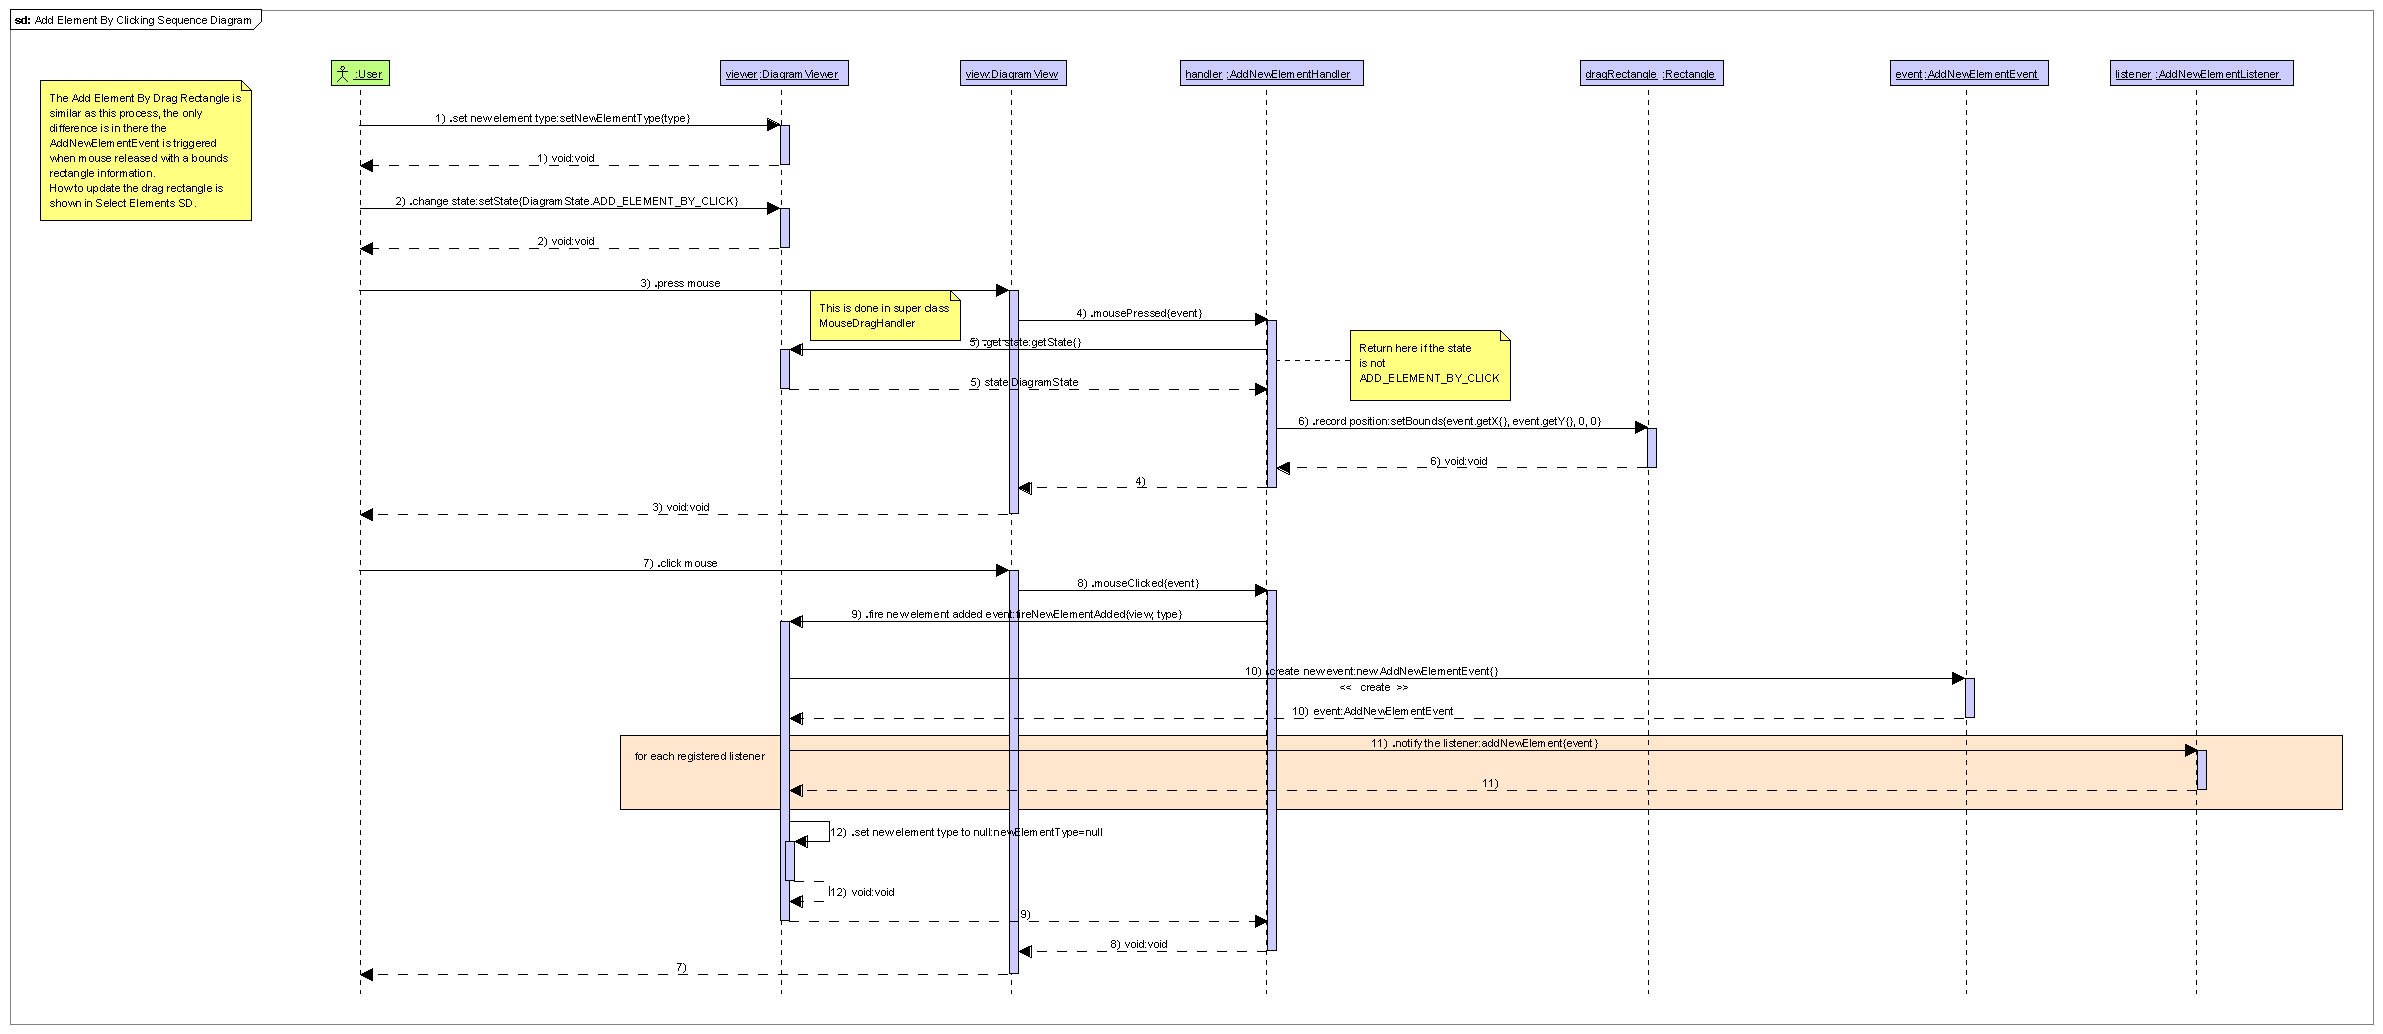 sd: Add Element By Clicking Sequence Diagram
:User
viewer:DiagramViewer
view:DiagramView
handler :AddNewElementHandler
dragRectangle :Rectangle
event:AddNewElementEvent
listener :AddNewElementListener
The Add Element By Drag Rectangle is
similar as this process, the only
difference is in there the
AddNewElementEvent is triggered
when mouse released with a bounds
rectangle information.
How to update the drag rectangle is
shown in Select Elements SD.
1) .set new element type:setNewElementType{type}
1) void:void
2) .change state:setState{DiagramState.ADD_ELEMENT_BY_CLICK}
2) void:void
3) .press mouse
This is done in super class
MouseDragHandler
4) .mousePressed{event}
5) .get state:getState{}
Return here if the state
is not
ADD_ELEMENT_BY_CLICK
5) state:DiagramState
6) .record position:setBounds{event.getX{}, event.getY{}, 0, 0}
6) void:void
4)
3) void:void
7) .click mouse
8) .mouseClicked{event}
9) .fire new element added event:fireNewElementAdded{view, type}
10) .create new event:new AddNewElementEvent{}
<< create >>
10) event:AddNewElementEvent
11) .notify the listener:addNewElement{event}
for each registered listener
11)
12) .set new element type to null:newElementType=null
12) void:void
9)
8) void:void
7)